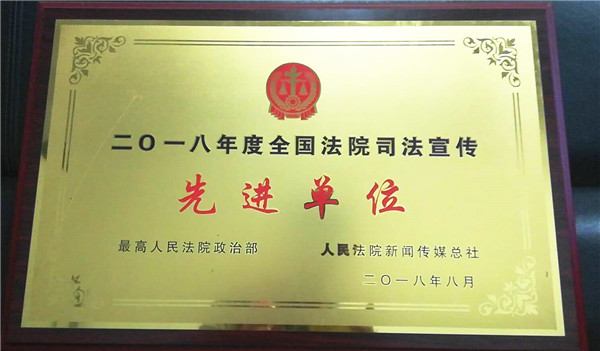 二〇一八年度全国法院司法宣传
先进单位
最高人民法院政治部 人民法院新闻传媒总社
二〇一八年八月